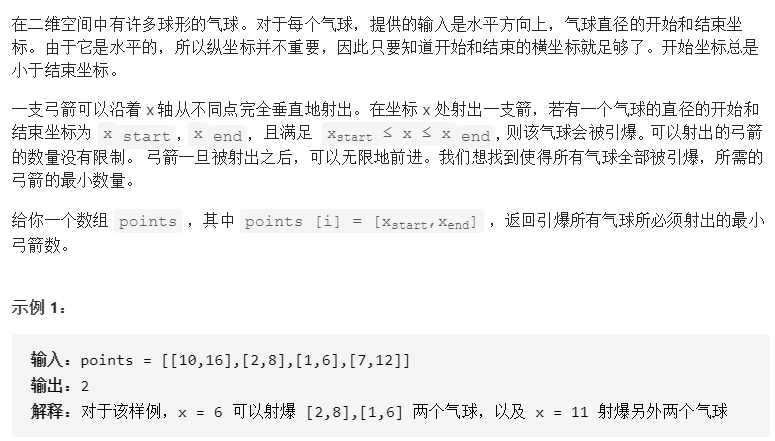 在二维空间中有许多球形的气球。对于每个气球，提供的输入是水平方向上，气球直径的开始和结束坐
标。由于它是水平的，所以纵坐标并不重要，因此只要知道开始和结束的横坐标就足够了。开始坐标总是
小于结束坐标。
一支弓箭可以沿着 x 轴从不同点完全垂直地射出。在坐标 x 处射出一支箭，若有一个气球的直径的开始和
结束坐标为 x start，x end，且满足 xstart ≤ x ≤ x end，则该气球会被引爆。可以射出的弓箭
的数量没有限制。 弓箭一旦被射出之后，可以无限地前进。我们想找到使得所有气球全部被引爆，所需的
弓箭的最小数量。
给你一个数组 points ，其中 points [i] = [xstart,xend] ，返回引爆所有气球所必须射出的最小
弓箭数。
示例 1：
输入：points = [[10,16],[2,8],[1,6],[7,12]]
输出：2
解释：对于该样例，x = 6 可以射爆 [2,8],[1,6] 两个气球，以及 x = 11 射爆另外两个气球